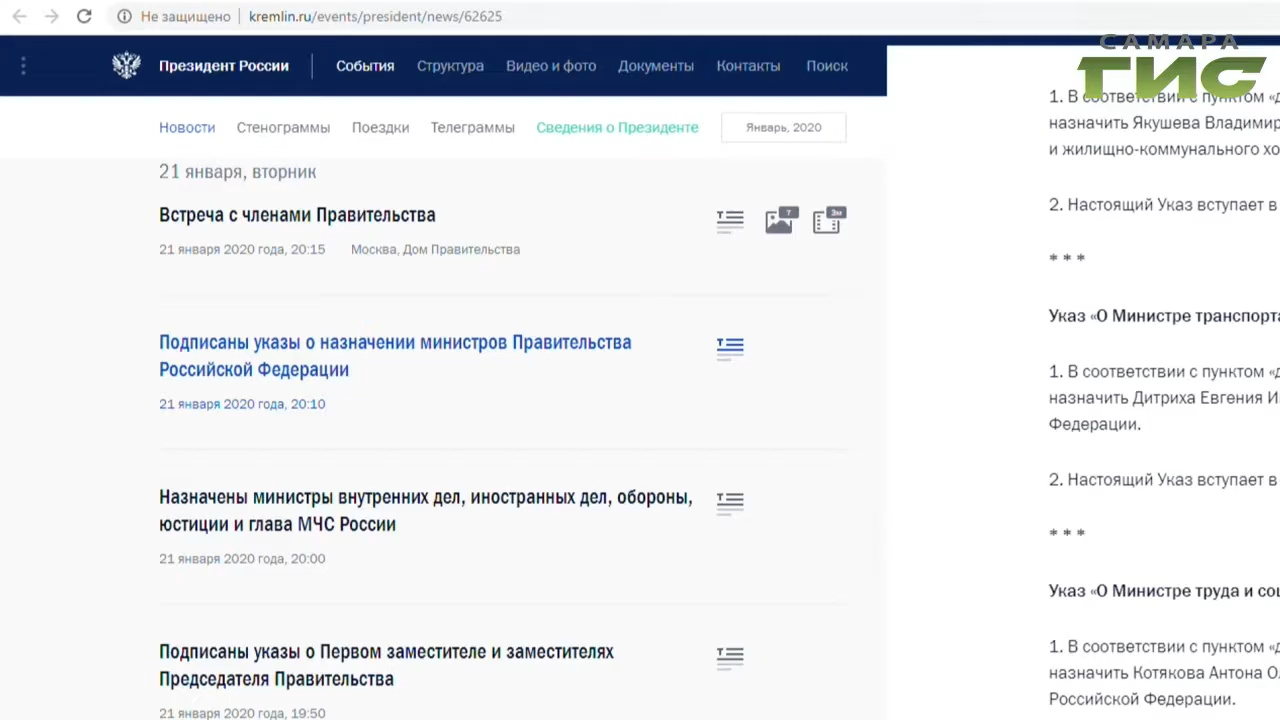 Не защищено
kremlin.ru/events/president/news/62625
САМАРА
ГИС
Президент России
События
Структура
Видео и фото
Документы
Контакты
Поиск
Новости
Стенограммы
Поездки
Телеграммы
Сведения о Президенте
Январь, 2020
21 января, вторник
Встреча с членами Правительства
7
3м
21 января 2020 года, 20:15
Москва, Дом Правительства
Подписаны указы о назначении министров Правительства
Российской Федерации
21 января 2020 года, 20:10
Назначены министры внутренних дел, иностранных дел, обороны,
юстиции и глава МЧС России
21 января 2020 года, 20:00
Подписаны указы о Первом заместителе и заместителях
Председателя Правительства
21 января 2020 года, 19:50
1. В соответствии с пунктом
назначить Якушева Владимир
и жилищно-коммунального хо
2. Настоящий Указ вступает в
* * *
Указ «О Министре транспорта
1. В соответствии с пунктом «д
назначить Дитриха Евгения И
Федерации.
2. Настоящий Указ вступает в
* * *
Указ «О Министре труда и соц
1. В соответствии с пунктом «д
назначить Котякова Антона О
Российской Федерации.